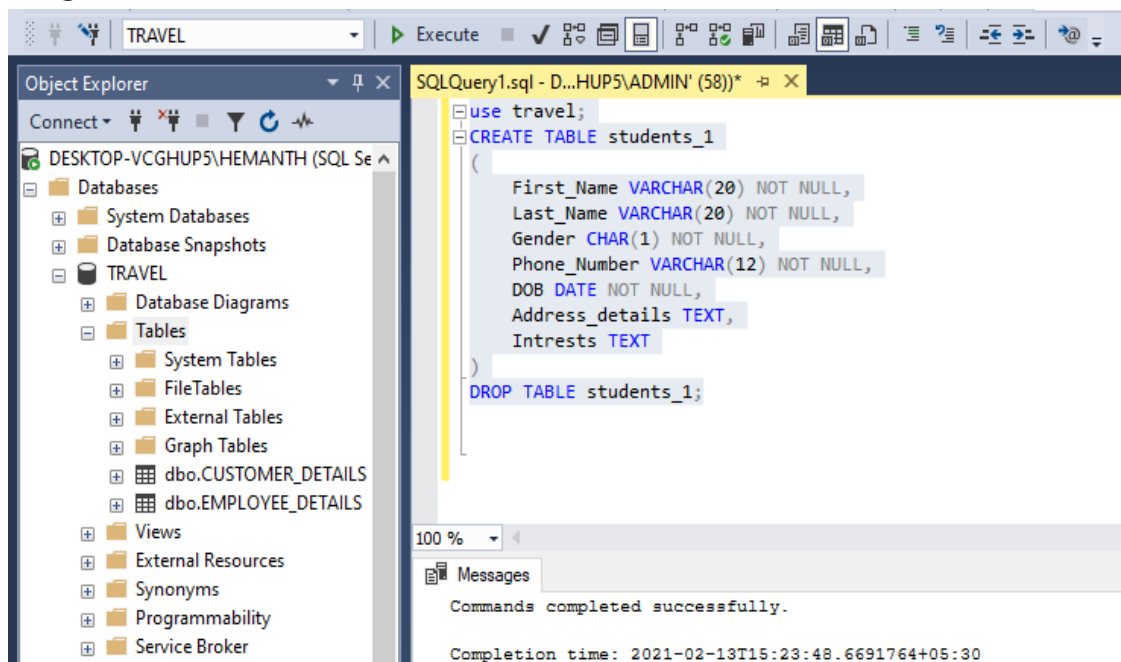 TRAVEL
Execute
Object Explorer
Connect
DESKTOP-VCGHUP5\HEMANTH (SQL Se
Databases
System Databases
Database Snapshots
TRAVEL
Database Diagrams
Tables
System Tables
FileTables
External Tables
Graph Tables
dbo.CUSTOMER_DETAILS
dbo.EMPLOYEE_DETAILS
Views
External Resources
Synonyms
Programmability
Service Broker
SQLQuery1.sql - D...HUP5\ADMIN' (58))*
use travel;
CREATE TABLE students_1
(
First_Name VARCHAR(20) NOT NULL,
Last_Name VARCHAR(20) NOT NULL,
Gender CHAR(1) NOT NULL,
Phone_Number VARCHAR(12) NOT NULL,
DOB DATE NOT NULL,
Address_details TEXT,
Intrests TEXT
)
DROP TABLE students_1;
100 %
Messages
Commands completed successfully.
Completion time: 2021-02-13T15:23:48.6691764+05:30